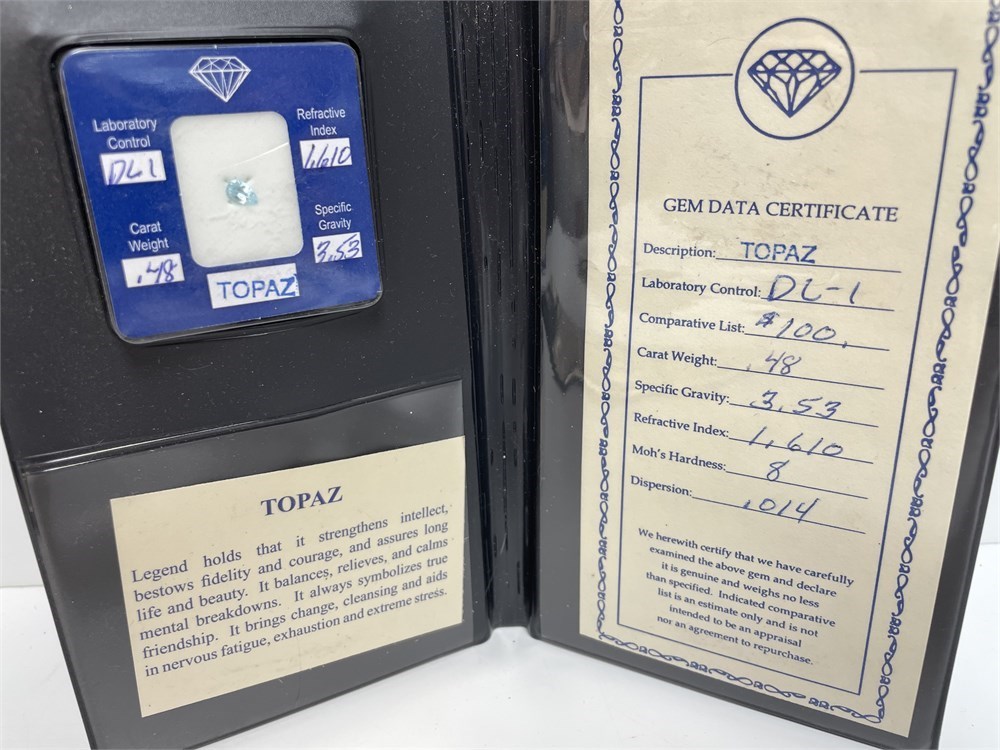 Laboratory
Control
DL-1
Refractive
Index
1.610
Carat
Weight
.48
Specific
Gravity
3.53
TOPAZ
TOPAZ
Legend holds that it strengthens intellect,
bestows fidelity and courage, and assures long
life and beauty. It balances, relieves, and calms
mental breakdowns. It always symbolizes true
friendship. It brings change, cleansing and aids
in nervous fatigue, exhaustion and extreme stress.
GEM DATA CERTIFICATE
Description: TOPAZ
Laboratory Control: DL-1
Comparative List: $100.
Carat Weight: .48
Specific Gravity: 3.53
Refractive Index: 1.610
Moh's Hardness: 8
Dispersion: .014
We herewith certify that we have carefully
examined the above gem and declare
it is genuine and weighs no less
than specified. Indicated comparative
list is an estimate only and is not
intended to be an appraisal
nor an agreement to repurchase.